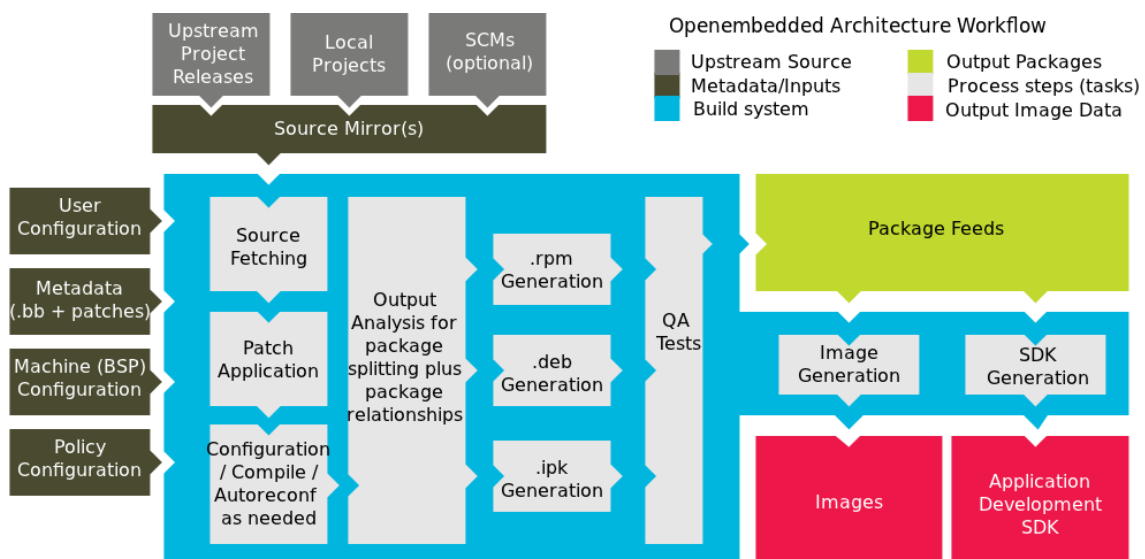 Openembedded Architecture Workflow
Upstream
Project
Releases
Local
Projects
SCMs
(optional)
Upstream Source
Metadata/Inputs
Build system
Output Packages
Process steps (tasks)
Output Image Data
Source Mirror(s)
User
Configuration
Metadata
(.bb + patches)
Machine (BSP)
Configuration
Policy
Configuration
Source
Fetching
Patch
Application
Configuration
/ Compile /
Autoreconf
as needed
Output
Analysis for
package
splitting plus
package
relationships
.rpm
Generation
.deb
Generation
.ipk
Generation
QA
Tests
Package Feeds
Image
Generation
SDK
Generation
Images
Application
Development
SDK